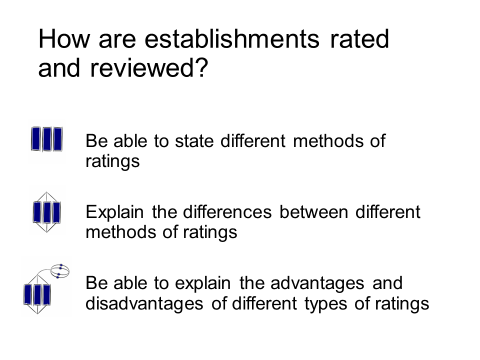 How are establishments rated
and reviewed?
Be able to state different methods of
ratings
Explain the differences between different
methods of ratings
Be able to explain the advantages and
disadvantages of different types of ratings